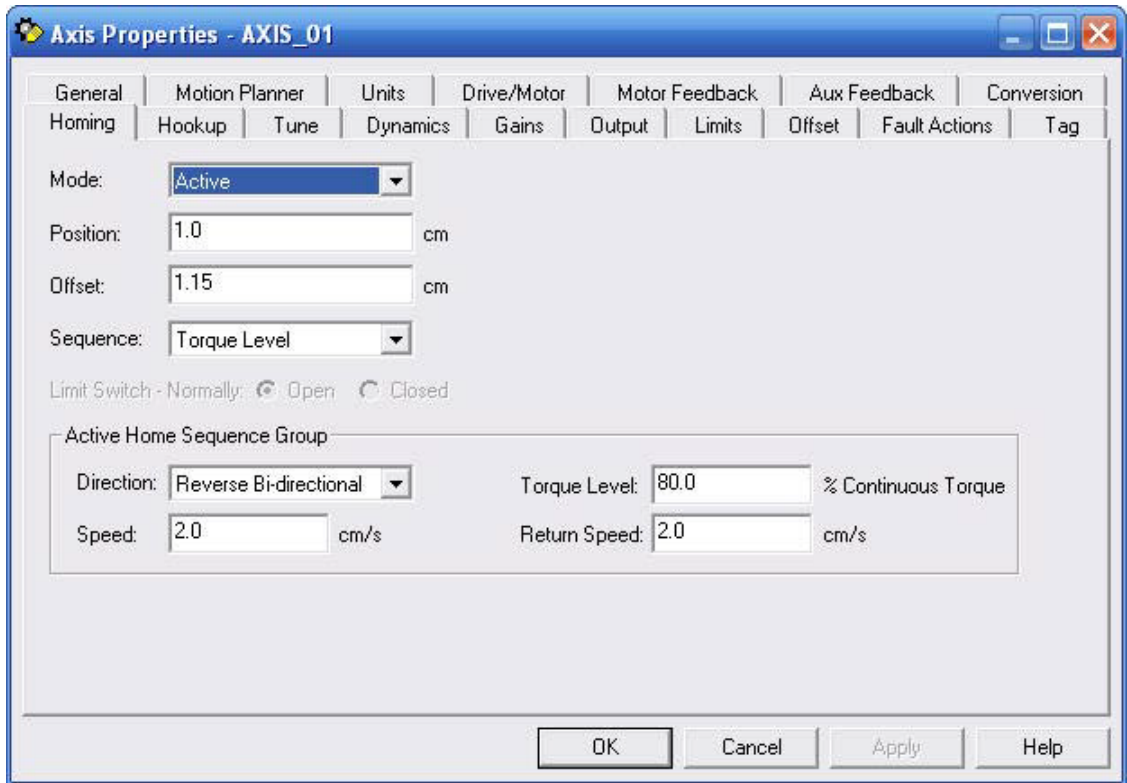 Axis Properties - AXIS_01
General Motion Planner Units Drive/Motor Motor Feedback Aux Feedback Conversion
Homing Hookup Tune Dynamics Gains Output Limits Offset Fault Actions Tag
Mode: Active
Position: 1.0 cm
Offset: 1.15 cm
Sequence: Torque Level
Limit Switch - Normally: Open Closed
Active Home Sequence Group
Direction: Reverse Bi-directional Torque Level: 80.0 % Continuous Torque
Speed: 2.0 cm/s Return Speed: 2.0 cm/s
OK Cancel Apply Help